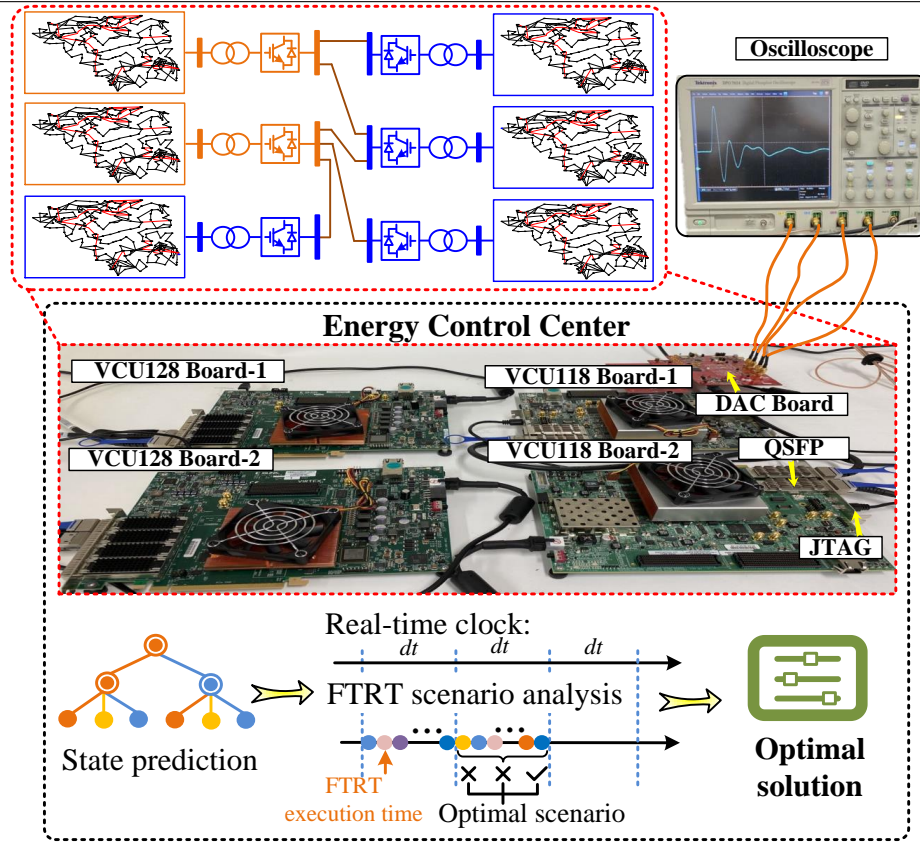 Oscilloscope
Tektronix
Energy Control Center
VCU128 Board-1
VCU118 Board-1
DAC Board
VCU128 Board-2
VCU118 Board-2
QSFP
JTAG
Real-time clock:
dt
dt
dt
FTRT scenario analysis
State prediction
FTRT
execution time
Optimal scenario
Optimal
solution